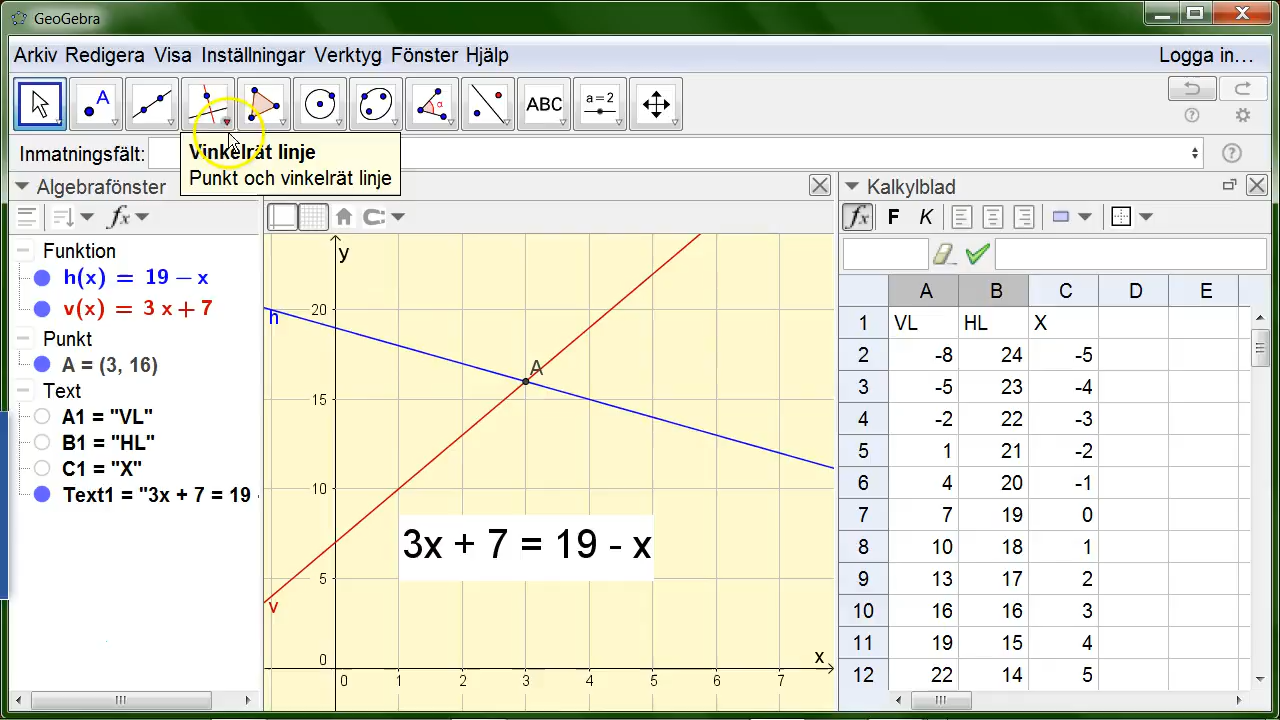 GeoGebra
Arkiv Redigera Visa Inställningar Verktyg Fönster Hjälp Logga in...
A α ABC a=2
Inmatningsfält:
Vinkelrät linje
Punkt och vinkelrät linje
Algebrafönster
Kalkylblad
fx
fx F K
Funktion
h(x) = 19 − x
v(x) = 3 x + 7
Punkt
A = (3, 16)
Text
A1 = "VL"
B1 = "HL"
C1 = "X"
Text1 = "3x + 7 = 19 -
y
20
h
15
A
10
3x + 7 = 19 - x
5
v
0
x
0 1 2 3 4 5 6 7
A B C D E
1 VL HL X
2 -8 24 -5
3 -5 23 -4
4 -2 22 -3
5 1 21 -2
6 4 20 -1
7 7 19 0
8 10 18 1
9 13 17 2
10 16 16 3
11 19 15 4
12 22 14 5